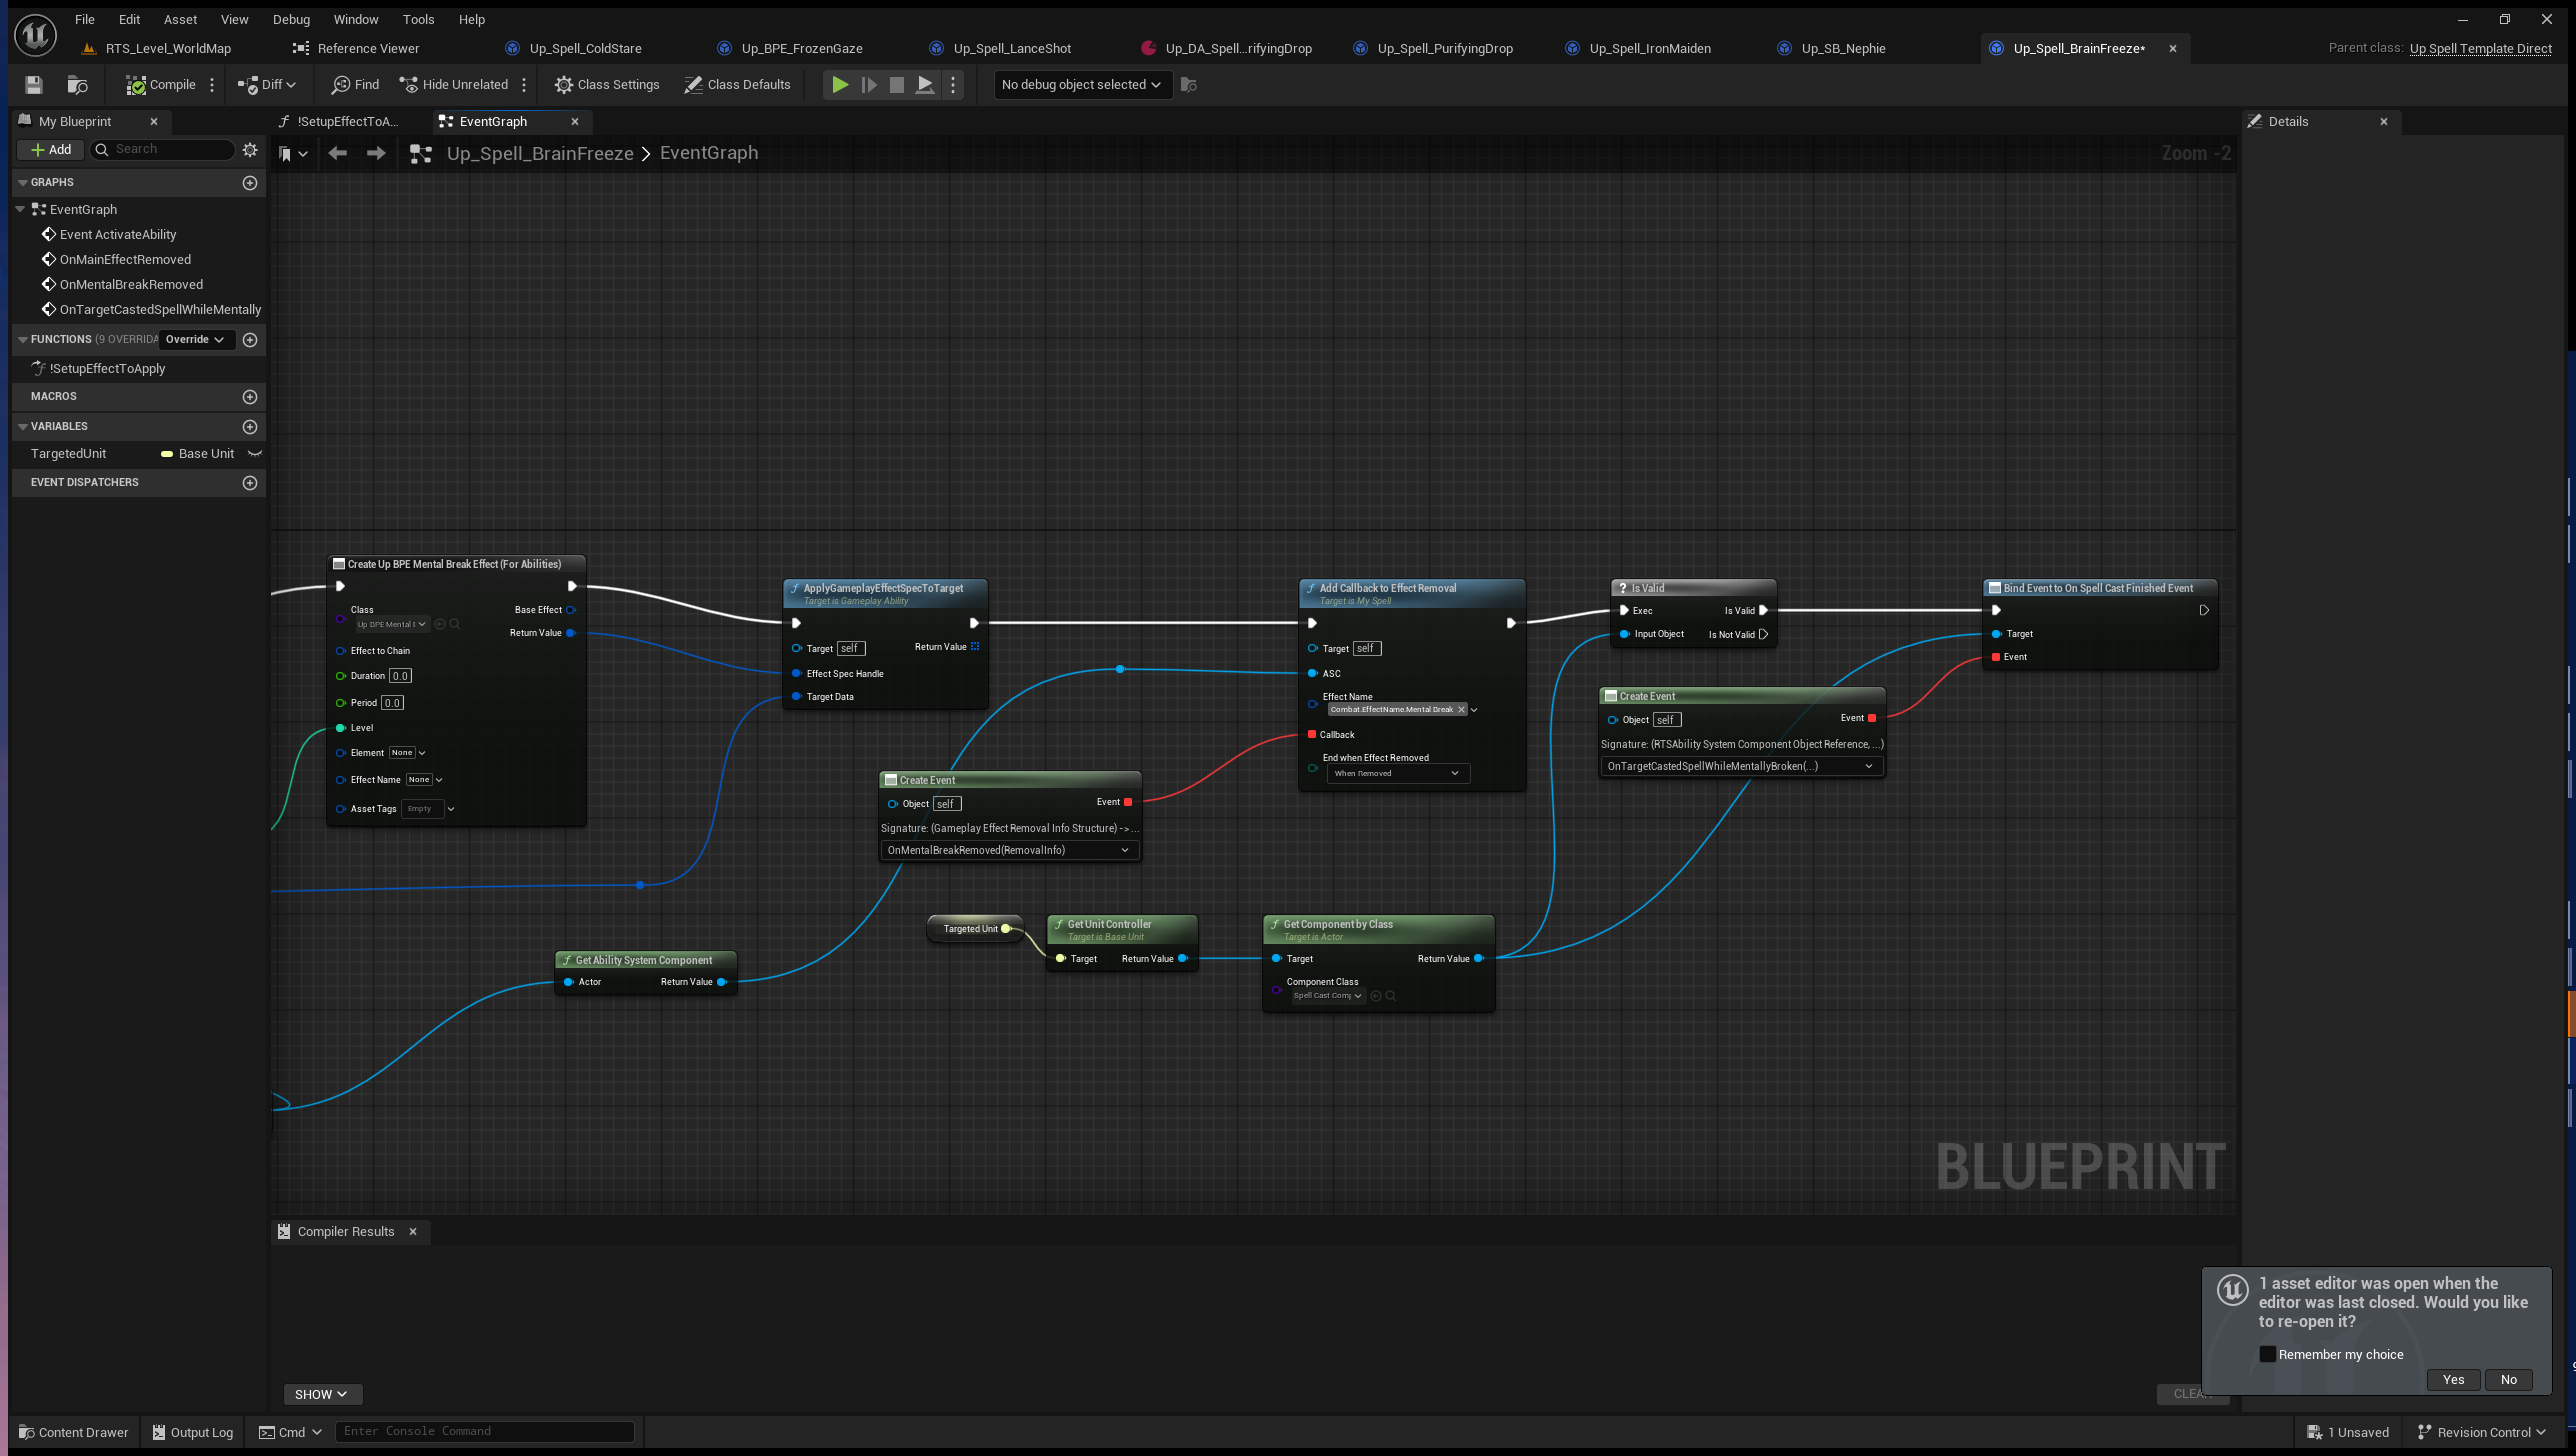 File Edit Asset View Debug Window Tools Help
RTS_Level_WorldMap Reference Viewer Up_Spell_ColdStare Up_BPE_FrozenGaze Up_Spell_LanceShot Up_DA_Spell...rifyingDrop Up_Spell_PurifyingDrop Up_Spell_IronMaiden Up_SB_Nephie Up_Spell_BrainFreeze* Parent class: Up Spell Template Direct
Compile Diff Find Hide Unrelated Class Settings Class Defaults No debug object selected
My Blueprint
!SetupEffectToA... EventGraph
Details
Add Search
Up_Spell_BrainFreeze > EventGraph
Zoom -2
GRAPHS
EventGraph
Event ActivateAbility
OnMainEffectRemoved
OnMentalBreakRemoved
OnTargetCastedSpellWhileMentally
FUNCTIONS (9 OVERRIDA Override
!SetupEffectToApply
MACROS
VARIABLES
TargetedUnit Base Unit
EVENT DISPATCHERS
Create Up BPE Mental Break Effect (For Abilities)
Class
Up BPE Mental E
Base Effect
Return Value
Effect to Chain
Duration 0.0
Period 0.0
Level
Element None
Effect Name None
Asset Tags Empty
ApplyGameplayEffectSpecToTarget
Target is Gameplay Ability
Target self Return Value
Effect Spec Handle
Target Data
Create Event
Object self Event
Signature: (Gameplay Effect Removal Info Structure) -> ...
OnMentalBreakRemoved(RemovalInfo)
Get Ability System Component
Actor Return Value
Targeted Unit
Get Unit Controller
Target is Base Unit
Target Return Value
Get Component by Class
Target is Actor
Target Return Value
Component Class
Spell Cast Comp
Add Callback to Effect Removal
Target is My Spell
Target self
ASC
Effect Name
Combat.EffectName.Mental Break
Callback
End when Effect Removed
When Removed
? Is Valid
Exec Is Valid
Input Object Is Not Valid
Create Event
Object self Event
Signature: (RTSAbility System Component Object Reference, ...)
OnTargetCastedSpellWhileMentallyBroken(...)
Bind Event to On Spell Cast Finished Event
Target
Event
BLUEPRINT
Compiler Results
SHOW
CLEA
1 asset editor was open when the
editor was last closed. Would you like
to re-open it?
Remember my choice
Yes No
Content Drawer Output Log Cmd Enter Console Command 1 Unsaved Revision Control